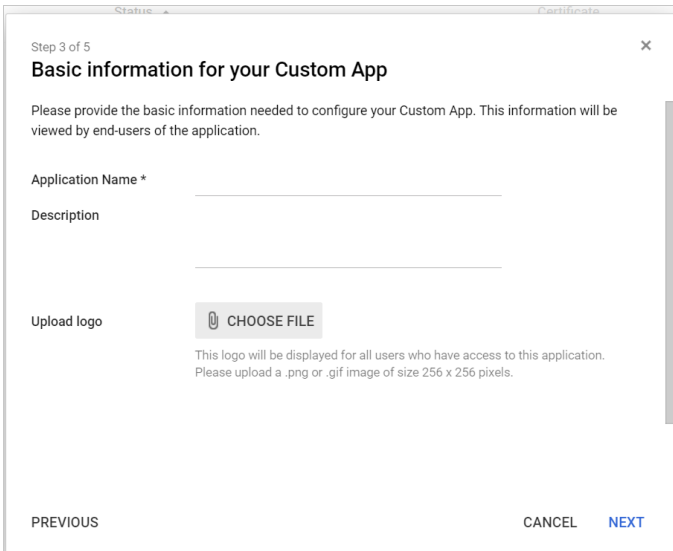 Status
Certificate
Step 3 of 5
Basic information for your Custom App
Please provide the basic information needed to configure your Custom App. This information will be
viewed by end-users of the application.
Application Name *
Description
Upload logo
CHOOSE FILE
This logo will be displayed for all users who have access to this application.
Please upload a .png or .gif image of size 256 x 256 pixels.
PREVIOUS
CANCEL
NEXT